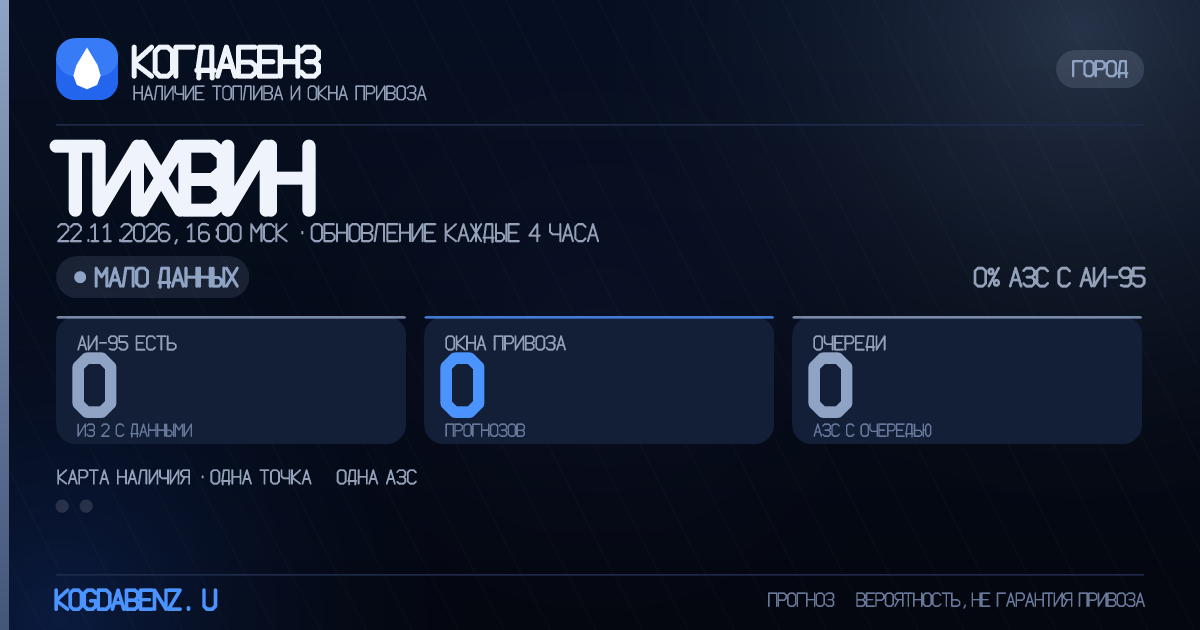 КОГДАБЕНЗ
НАЛИЧИЕ ТОПЛИВА И ОКНА ПРИВОЗА
ГОРОД
ТИХВИН
22.11.2026, 16:00 МСК · ОБНОВЛЕНИЕ КАЖДЫЕ 4 ЧАСА
МАЛО ДАННЫХ
0% АЗС С АИ-95
АИ-95 ЕСТЬ
0
ИЗ 2 С ДАННЫМИ
ОКНА ПРИВОЗА
0
ПРОГНОЗОВ
ОЧЕРЕДИ
0
АЗС С ОЧЕРЕДЬЮ
КАРТА НАЛИЧИЯ · ОДНА ТОЧКА ОДНА АЗС
KOGDABENZ. U
ПРОГНОЗ ВЕРОЯТНОСТЬ, НЕ ГАРАНТИЯ ПРИВОЗА